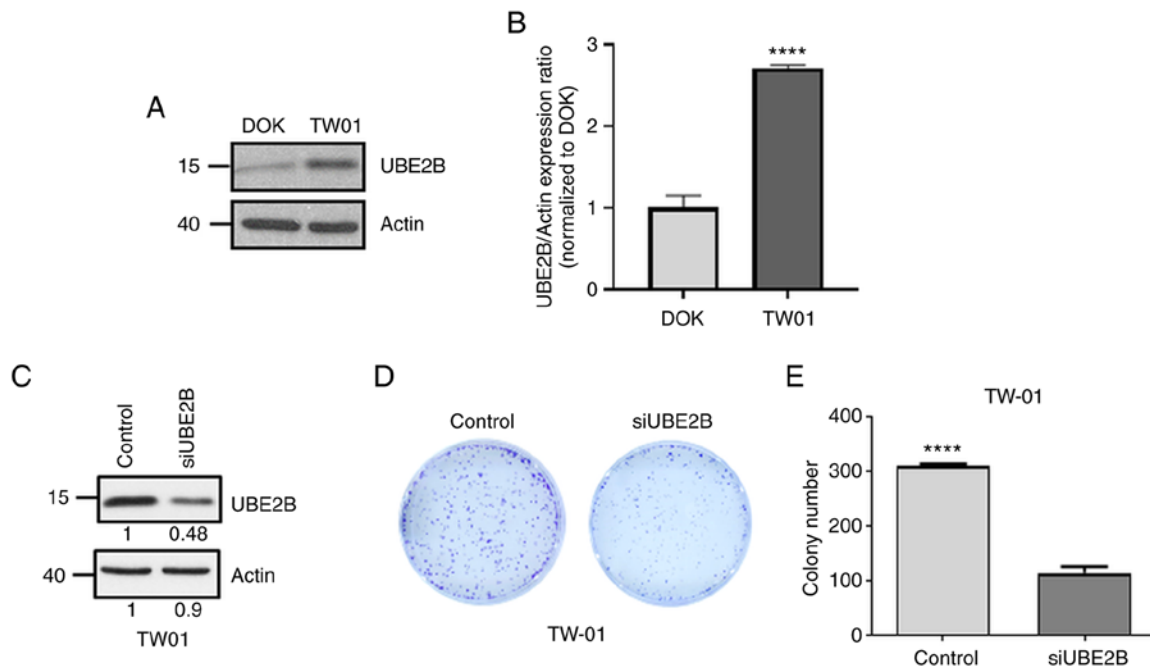 A
DOK TW01
15 UBE2B
40 Actin
B
UBE2B/Actin expression ratio
(normalized to DOK)
3
2
1
0
****
DOK TW01
C
Control siUBE2B
15 UBE2B
1 0.48
40 Actin
1 0.9
TW01
D
Control siUBE2B
TW-01
E
TW-01
Colony number
400
300
200
100
0
****
Control siUBE2B